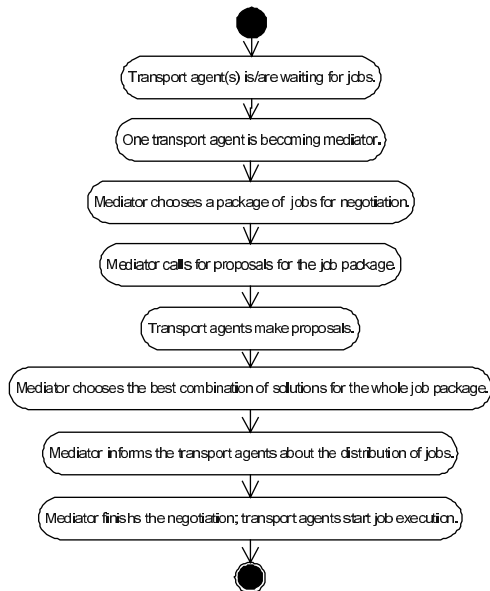 Transport agent(s) is/are waiting for jobs.
One transport agent is becoming mediator.
Mediator chooses a package of jobs for negotiation.
Mediator calls for proposals for the job package.
Transport agents make proposals.
Mediator chooses the best combination of solutions for the whole job package.
Mediator informs the transport agents about the distribution of jobs.
Mediator finishs the negotiation; transport agents start job execution.